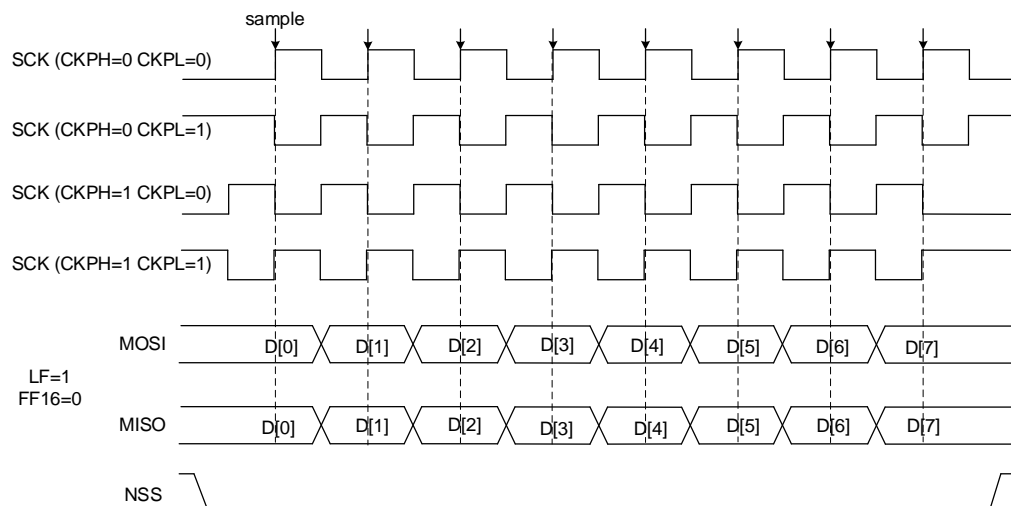 sample
SCK (CKPH=0 CKPL=0)
SCK (CKPH=0 CKPL=1)
SCK (CKPH=1 CKPL=0)
SCK (CKPH=1 CKPL=1)
MOSI D[0] D[1] D[2] D[3] D[4] D[5] D[6] D[7]
LF=1
FF16=0
MISO D[0] D[1] D[2] D[3] D[4] D[5] D[6] D[7]
NSS